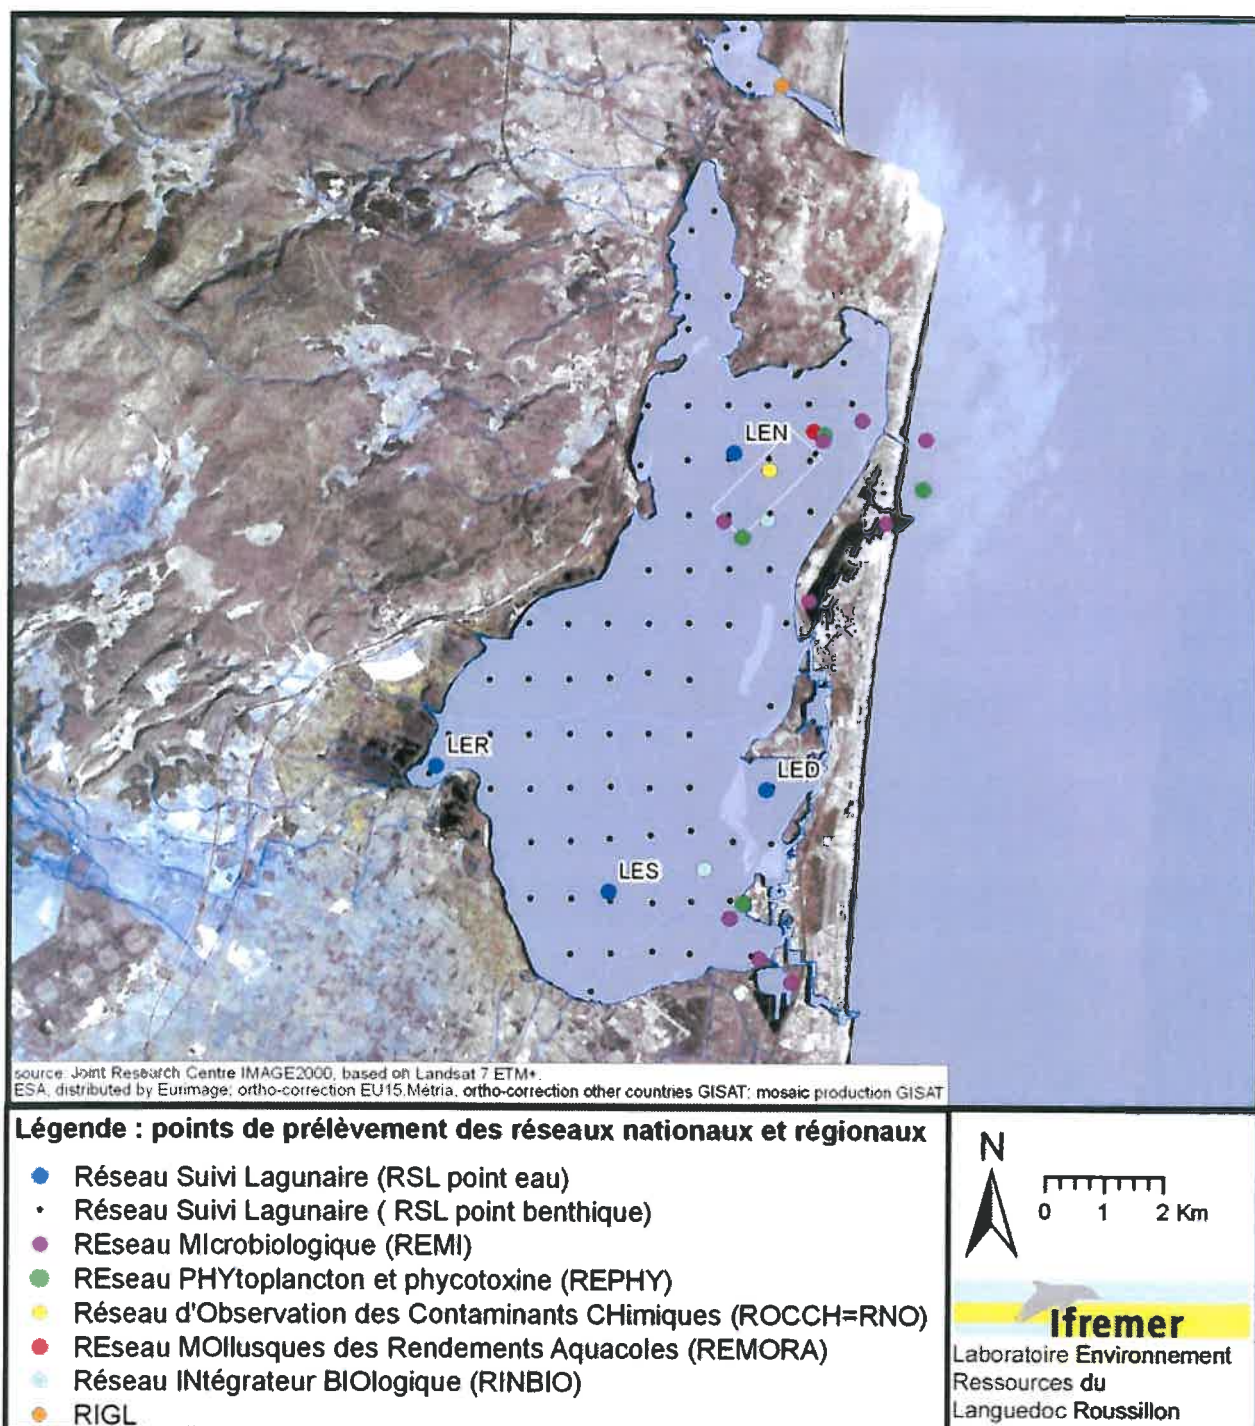 LEN
LER
LED
LES
source: Joint Research Centre IMAGE2000, based on Landsat 7 ETM+.
ESA, distributed by Eurimage; ortho-correction EU15.Metria. ortho-correction other countries GISAT; mosaic production GISAT
Légende : points de prélèvement des réseaux nationaux et régionaux
Réseau Suivi Lagunaire (RSL point eau)
Réseau Suivi Lagunaire ( RSL point benthique)
REseau MIcrobiologique (REMI)
REseau PHYtoplancton et phycotoxine (REPHY)
Réseau d'Observation des Contaminants CHimiques (ROCCH=RNO)
REseau MOllusques des Rendements Aquacoles (REMORA)
Réseau INtégrateur BIOlogique (RINBIO)
RIGL
N
0 1 2 Km
Ifremer
Laboratoire Environnement
Ressources du
Languedoc Roussillon